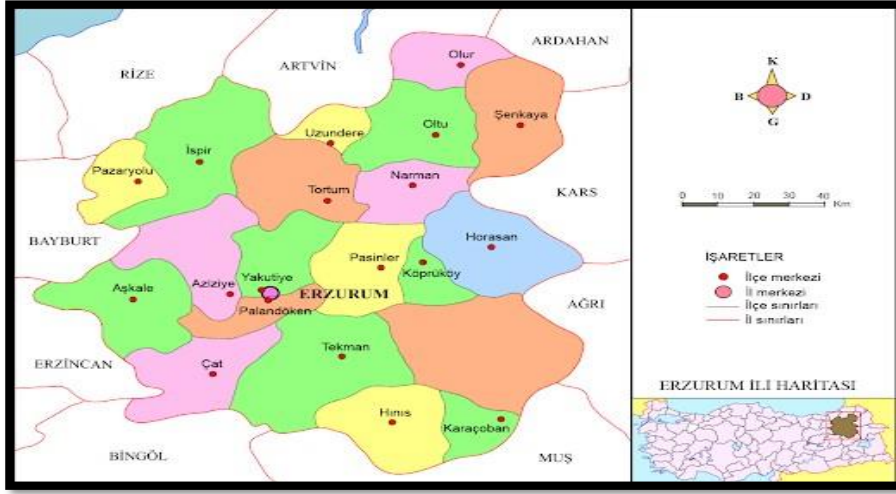 ARDAHAN
Olur
ARTVİN
RİZE
Şenkaya
Oltu
Uzundere
İspir
Pazaryolu
Narman
Tortum
KARS
BAYBURT
Horasan
Pasinler
Köprüköy
Yakutiye
Aziziye
Aşkale
ERZURUM
Palandöken
AĞRI
Tekman
ERZİNCAN
Çat
Hınıs
Karaçoban
BİNGÖL
MUŞ
K
B D
G
0 10 20 30 40
Km
İŞARETLER
İlçe merkezi
İl merkezi
İlçe sınırları
İl sınırları
ERZURUM İLİ HARİTASI